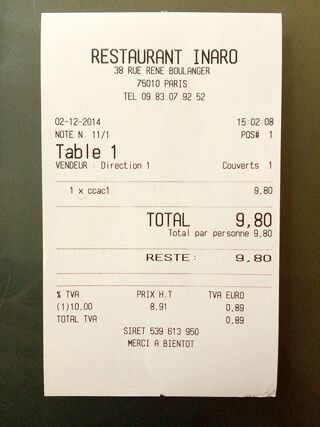 RESTAURANT INARO
38 RUE RENE BOULANGER
75010 PARIS
TEL 09 83.07.92.52
02-12-2014 15:02:08
NOTE N. 11/1 POS# 1
Table 1
VENDEUR : Direction 1 Couverts 1
1 x ccac1 9,80
TOTAL 9,80
Total par personne 9,80
RESTE: 9,80
% TVA PRIX H.T TVA EURO
(1)10,00 8,91 0,89
TOTAL TVA 0,89
SIRET 539 613 950
MERCI A BIENTOT